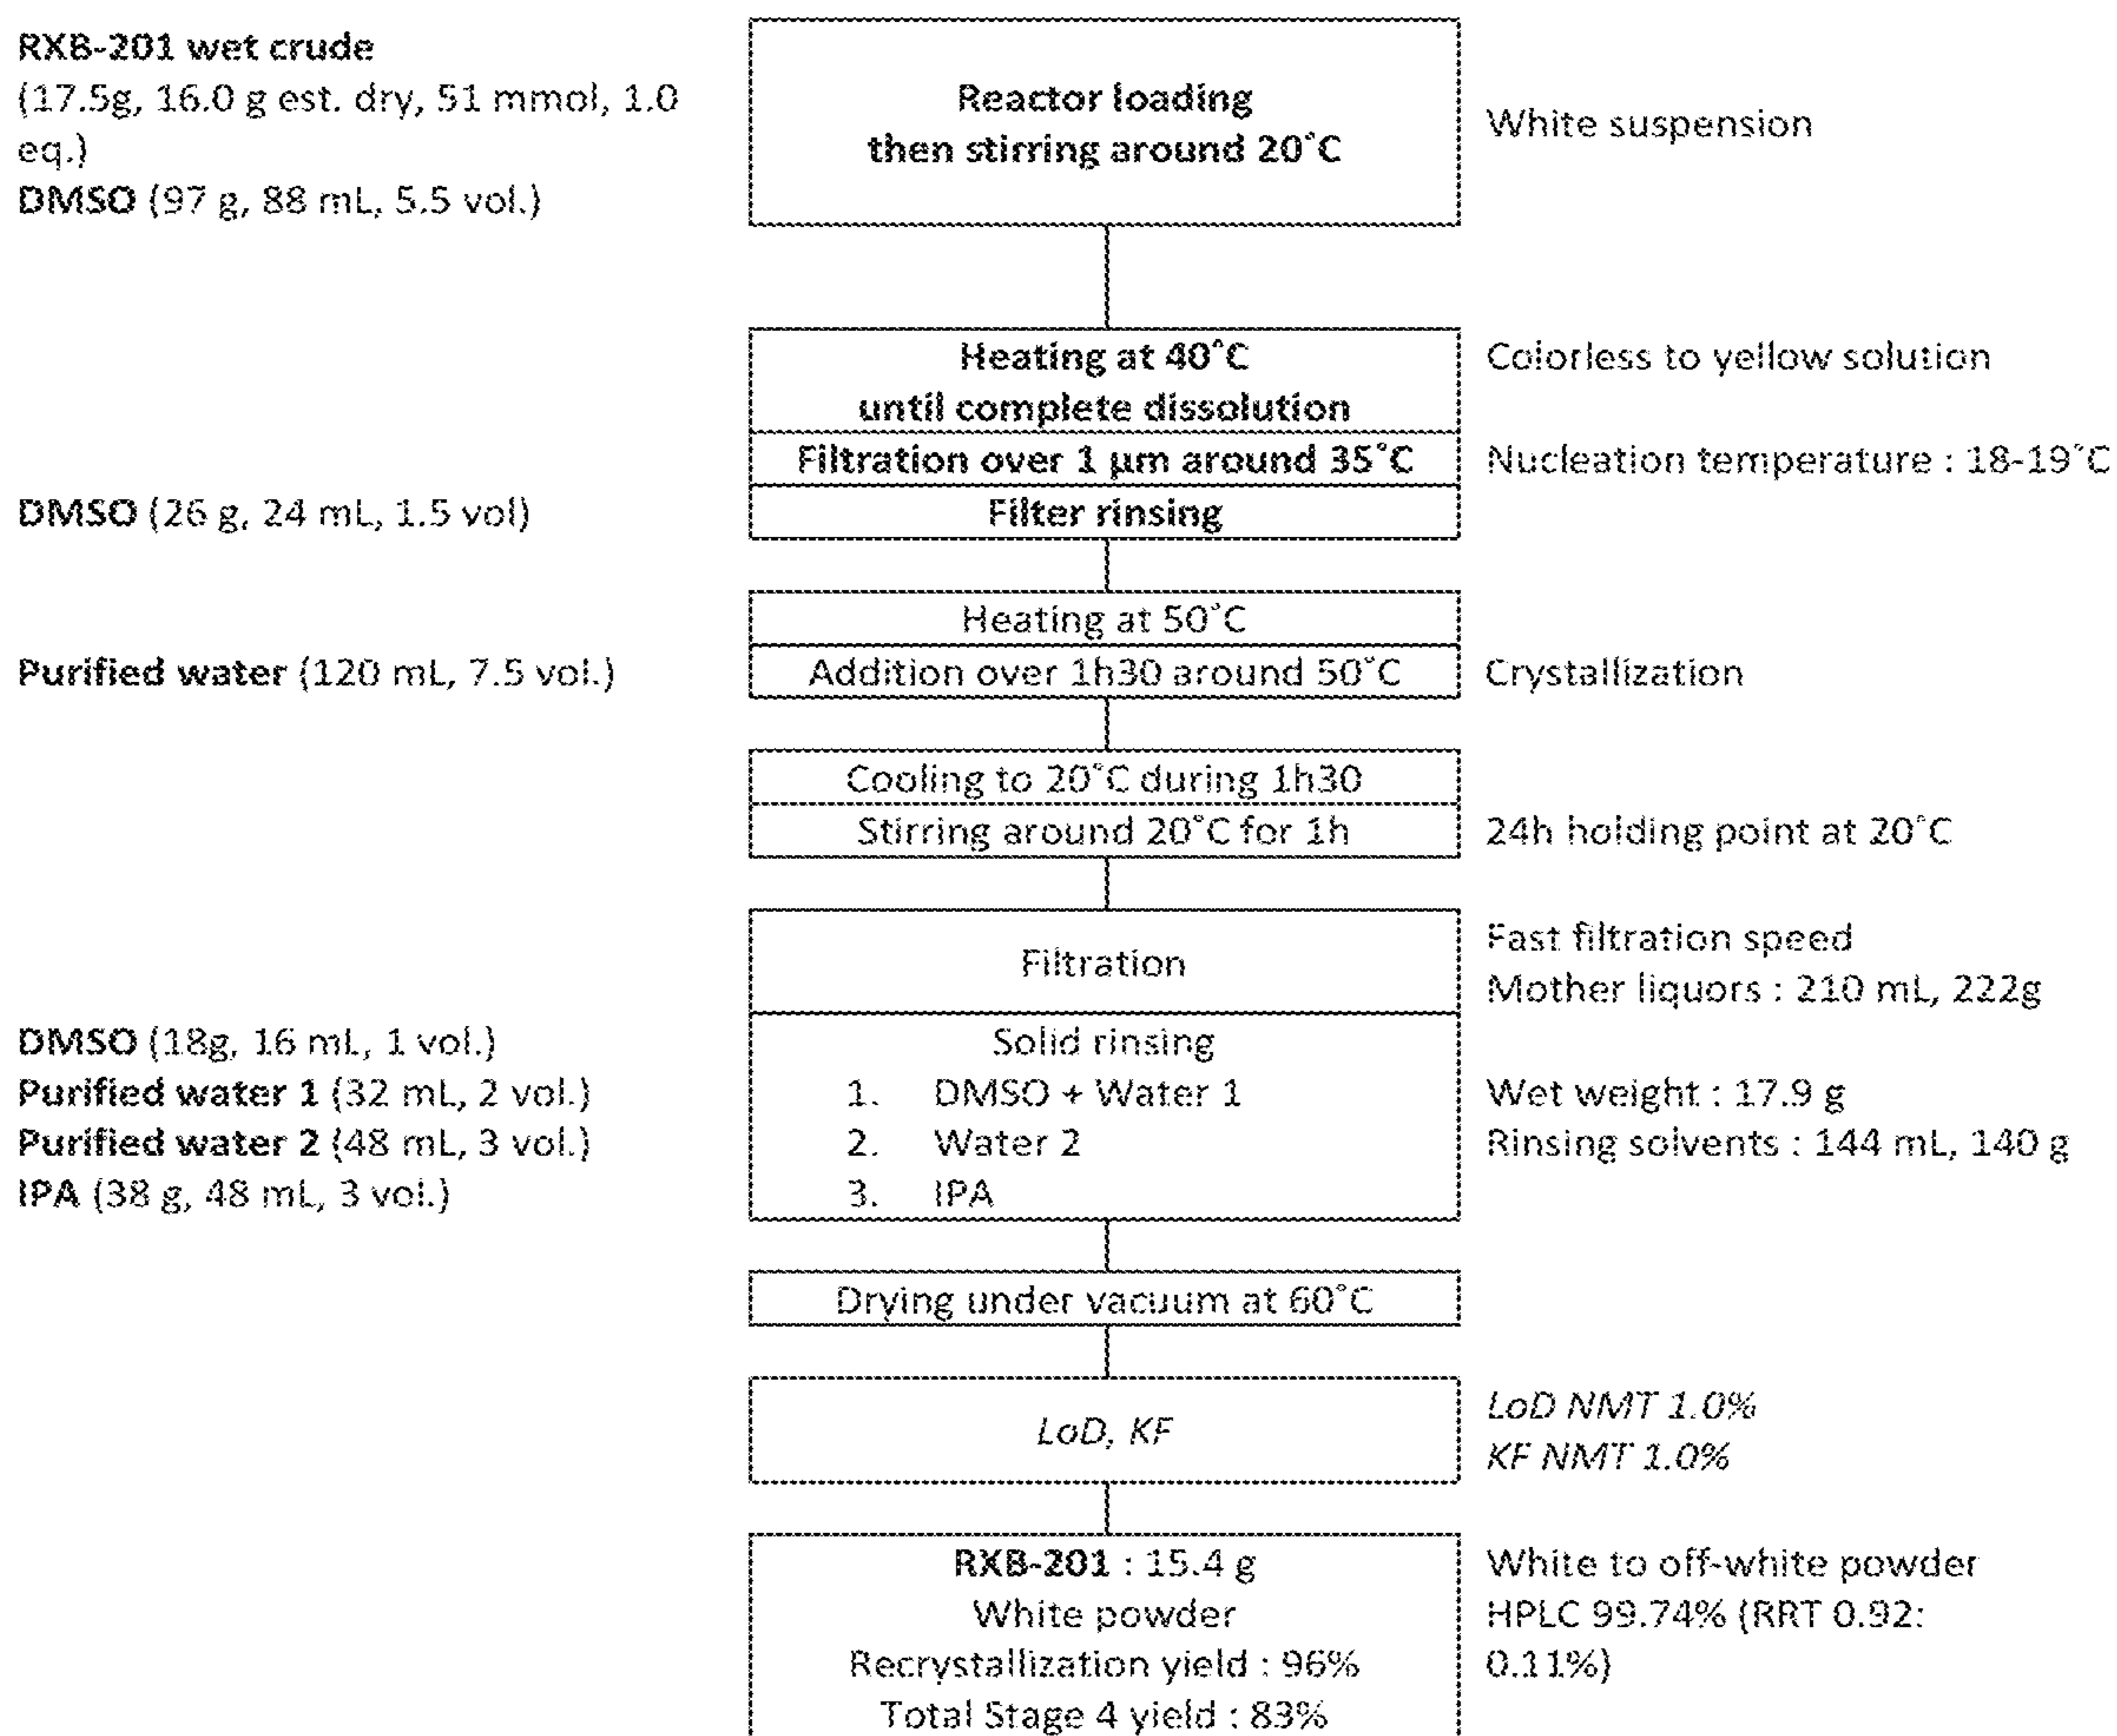 RXB-201 wet crude
(17.5g, 16.0 g est. dry, 51 mmol, 1.0
eq.)
DMSO (97 g, 88 mL, 5.5 vol.)
Reactor loading
then stirring around 20°C
White suspension
Heating at 40°C
until complete dissolution
Colorless to yellow solution
Filtration over 1 µm around 35°C
Nucleation temperature : 18-19°C
DMSO (26 g, 24 mL, 1.5 vol)
Filter rinsing
Heating at 50°C
Purified water (120 mL, 7.5 vol.)
Addition over 1h30 around 50°C
Crystallization
Cooling to 20°C during 1h30
Stirring around 20°C for 1h
24h holding point at 20°C
Filtration
Fast filtration speed
Mother liquors : 210 mL, 222g
DMSO (18g, 16 mL, 1 vol.)
Purified water 1 (32 mL, 2 vol.)
Purified water 2 (48 mL, 3 vol.)
IPA (38 g, 48 mL, 3 vol.)
Solid rinsing
1. DMSO + Water 1
2. Water 2
3. IPA
Wet weight : 17.9 g
Rinsing solvents : 144 mL, 140 g
Drying under vacuum at 60°C
LoD, KF
LoD NMT 1.0%
KF NMT 1.0%
RXB-201 : 15.4 g
White powder
Recrystallization yield : 96%
Total Stage 4 yield : 83%
White to off-white powder
HPLC 99.74% (RRT 0.92:
0.11%)